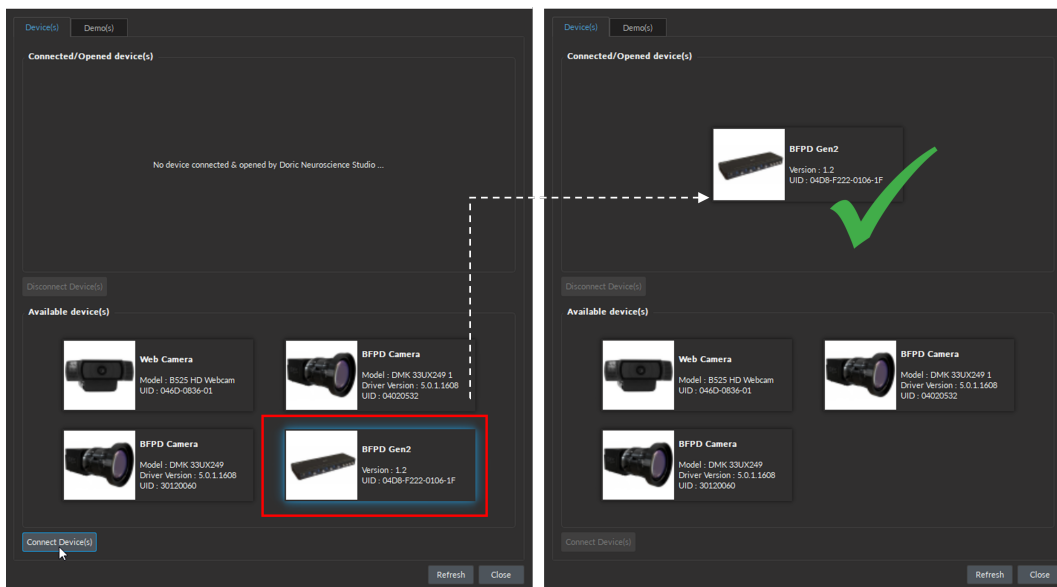 Device(s)
Demo(s)
Connected/Opened device(s)
No device connected & opened by Doric Neuroscience Studio ...
Disconnect Device(s)
Available device(s)
Web Camera
Model : B525 HD Webcam
UID : 046D-0836-01
BFPD Camera
Model : DMK 33UX249 1
Driver Version : 5.0.1.1608
UID : 04020532
BFPD Camera
Model : DMK 33UX249
Driver Version : 5.0.1.1608
UID : 30120060
BFPD Gen2
Version : 1.2
UID : 04D8-F222-0106-1F
Connect Device(s)
Refresh
Close
Device(s)
Demo(s)
Connected/Opened device(s)
BFPD Gen2
Version : 1.2
UID : 04D8-F222-0106-1F
Disconnect Device(s)
Available device(s)
Web Camera
Model : B525 HD Webcam
UID : 046D-0836-01
BFPD Camera
Model : DMK 33UX249 1
Driver Version : 5.0.1.1608
UID : 04020532
BFPD Camera
Model : DMK 33UX249
Driver Version : 5.0.1.1608
UID : 30120060
Connect Device(s)
Refresh
Close